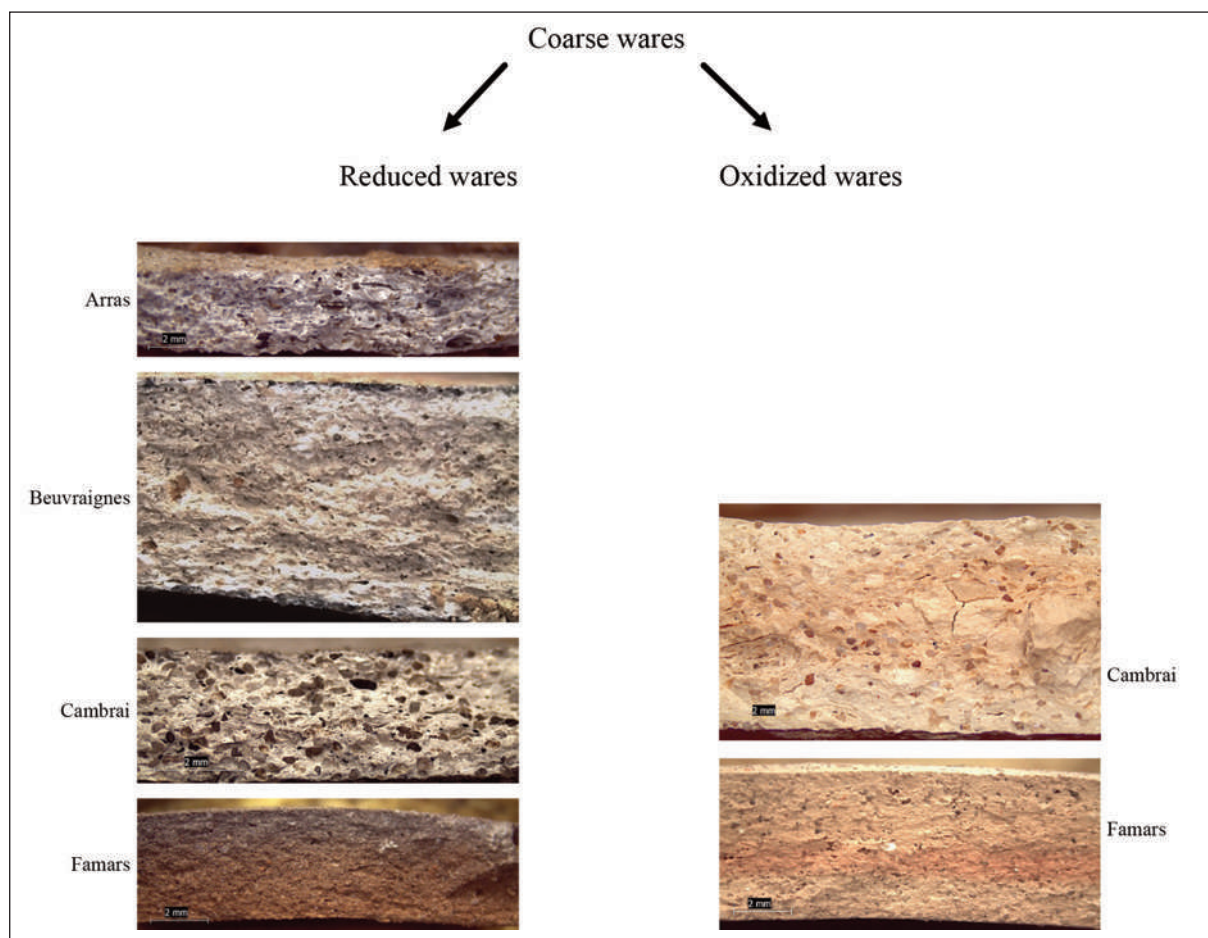 Coarse wares
Reduced wares
Oxidized wares
Arras
2 mm
Beuvraignes
Cambrai
2 mm
Famars
2 mm
Cambrai
2 mm
Famars
2 mm